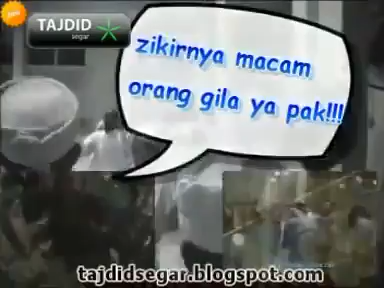 TAJDID
segar
zikirnya macam
orang gila ya pak!!!
tajdidsegar.blogspot.com